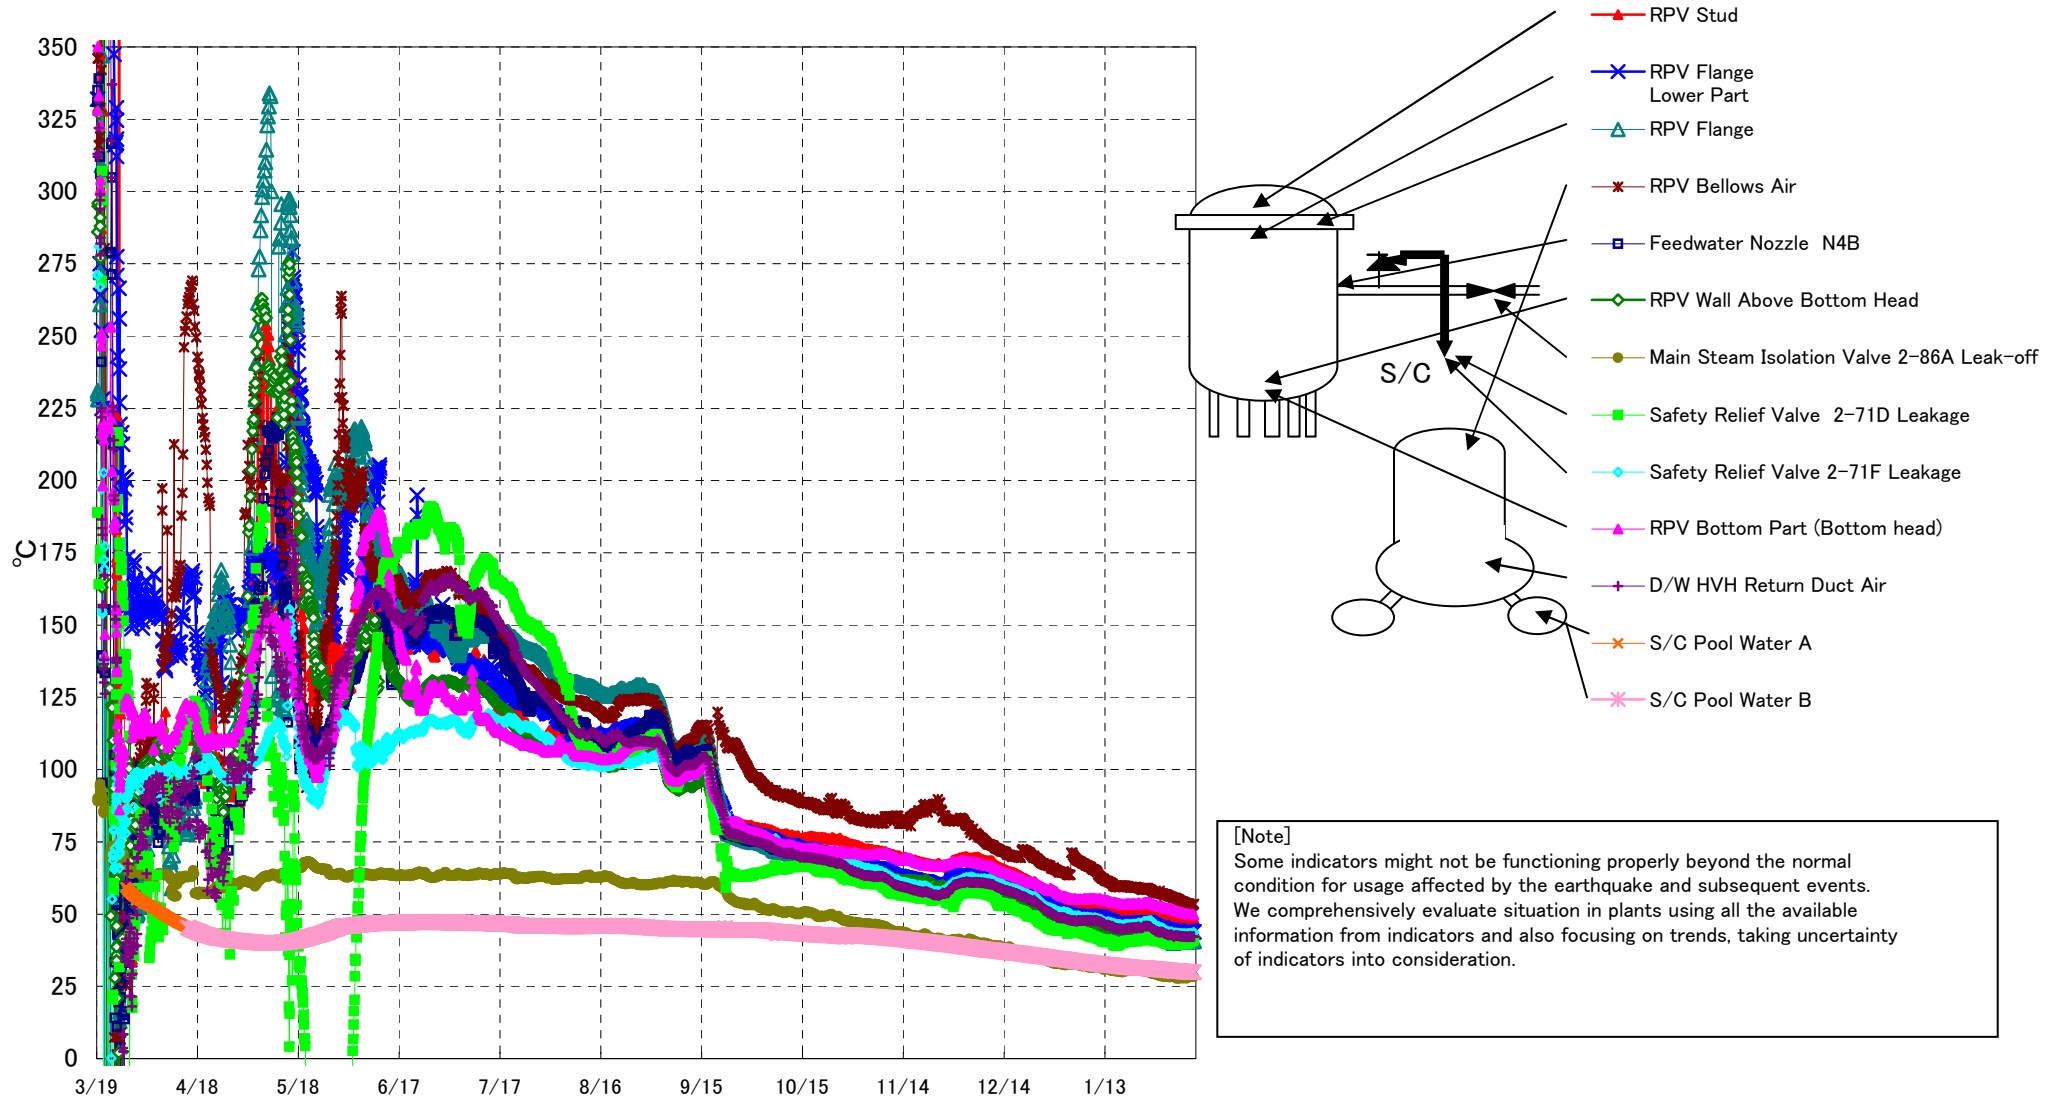 350
325
300
275
250
225
200
175
150
125
100
75
50
25
0
℃
3/19 4/18 5/18 6/17 7/17 8/16 9/15 10/15 11/14 12/14 1/13
RPV Stud
RPV Flange
Lower Part
RPV Flange
RPV Bellows Air
Feedwater Nozzle N4B
RPV Wall Above Bottom Head
Main Steam Isolation Valve 2-86A Leak-off
Safety Relief Valve 2-71D Leakage
Safety Relief Valve 2-71F Leakage
RPV Bottom Part (Bottom head)
D/W HVH Return Duct Air
S/C Pool Water A
S/C Pool Water B
S/C
[Note]
Some indicators might not be functioning properly beyond the normal
condition for usage affected by the earthquake and subsequent events.
We comprehensively evaluate situation in plants using all the available
information from indicators and also focusing on trends, taking uncertainty
of indicators into consideration.